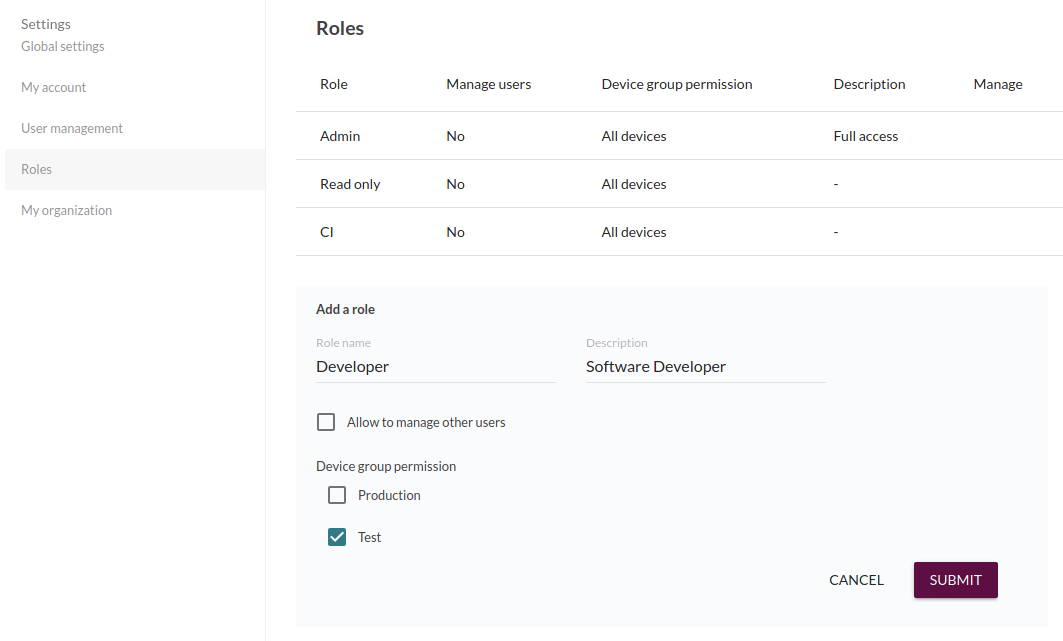 Settings
Global settings
My account
User management
Roles
My organization
Roles
Role Manage users Device group permission Description Manage
Admin No All devices Full access
Read only No All devices -
CI No All devices -
Add a role
Role name Description
Developer Software Developer
Allow to manage other users
Device group permission
Production
Test
CANCEL SUBMIT